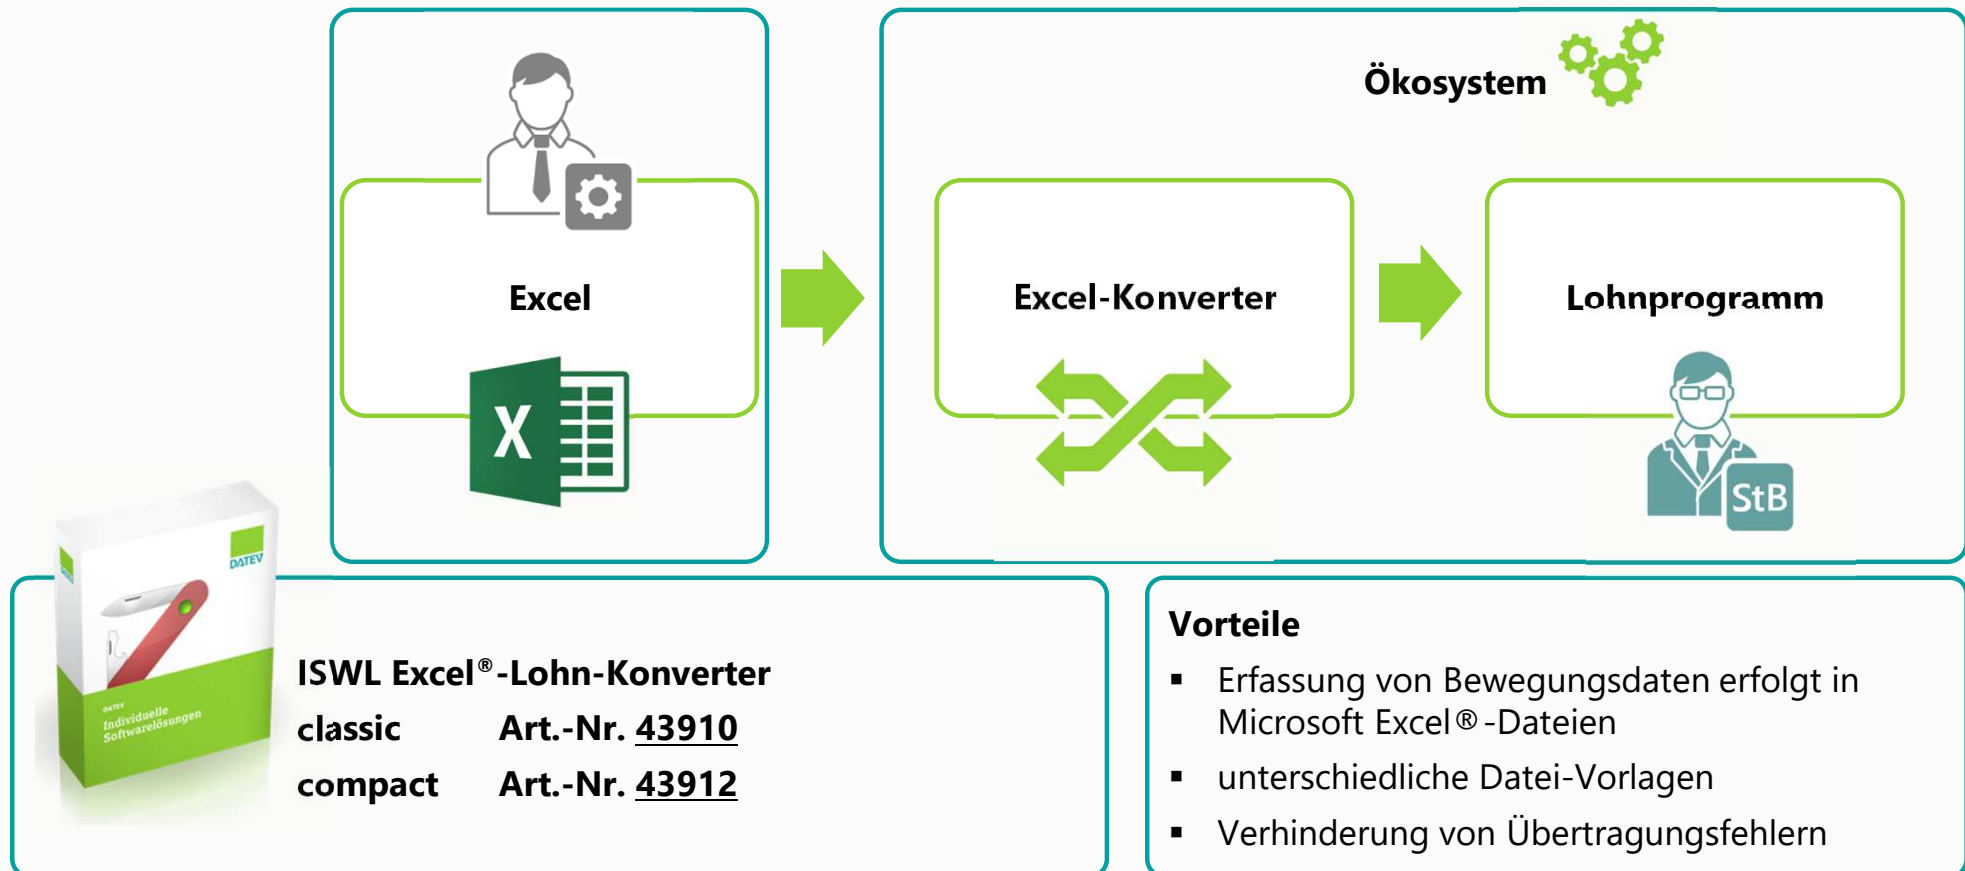 Ökosystem
Excel
Excel-Konverter
Lohnprogramm
X
StB
DATEV
DATEV
Individuelle
Softwarelösungen
ISWL Excel®-Lohn-Konverter
classic Art.-Nr. 43910
compact Art.-Nr. 43912
Vorteile
▪ Erfassung von Bewegungsdaten erfolgt in
Microsoft Excel®-Dateien
▪ unterschiedliche Datei-Vorlagen
▪ Verhinderung von Übertragungsfehlern